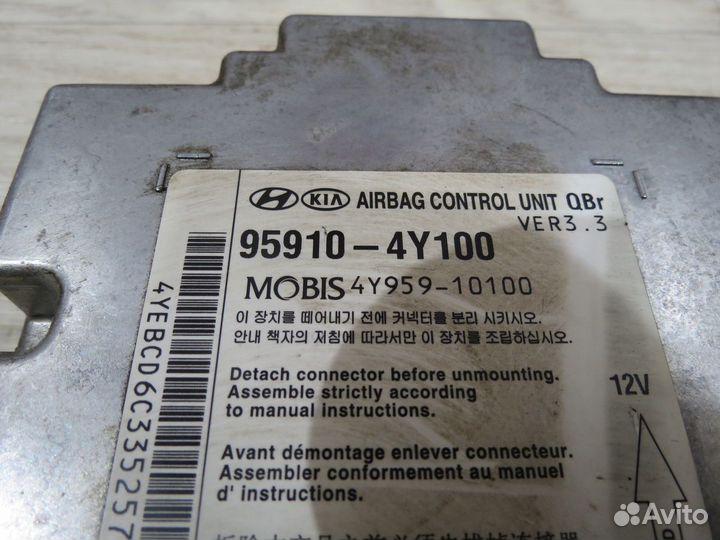 HYUNDAI KIA AIRBAG CONTROL UNIT QBr
VER3.3
95910-4Y100
MOBIS 4Y959-10100
이 장치를 떼어내기 전에 커넥터를 분리 시키시오.
안내 책자의 저침에 따라서만 이 장치를 조립하십시오.
Detach connector before unmounting.
Assemble strictly according
to manual instructions.
12V
Avant démontage enlever connecteur.
Assembler conformement au manuel
d' instructions.
4YEBCD6C335257
Avito